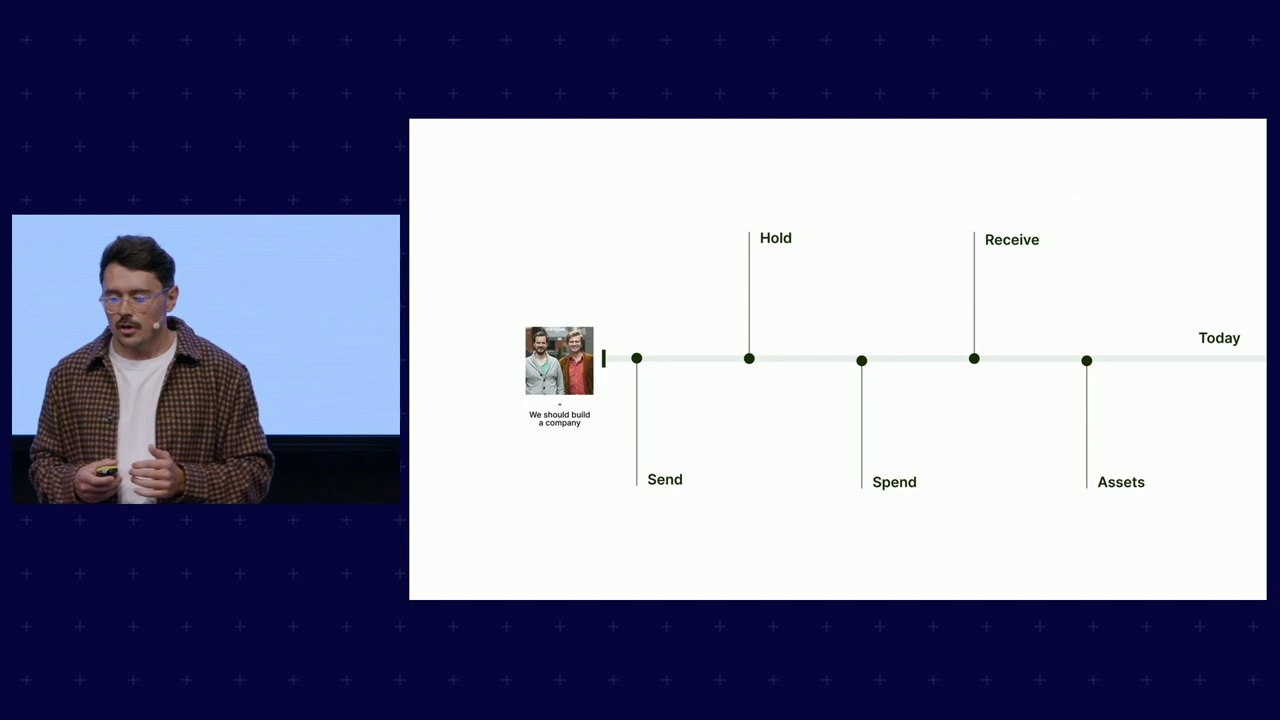 Hold
Receive
Today
“
We should build
a company
Send
Spend
Assets